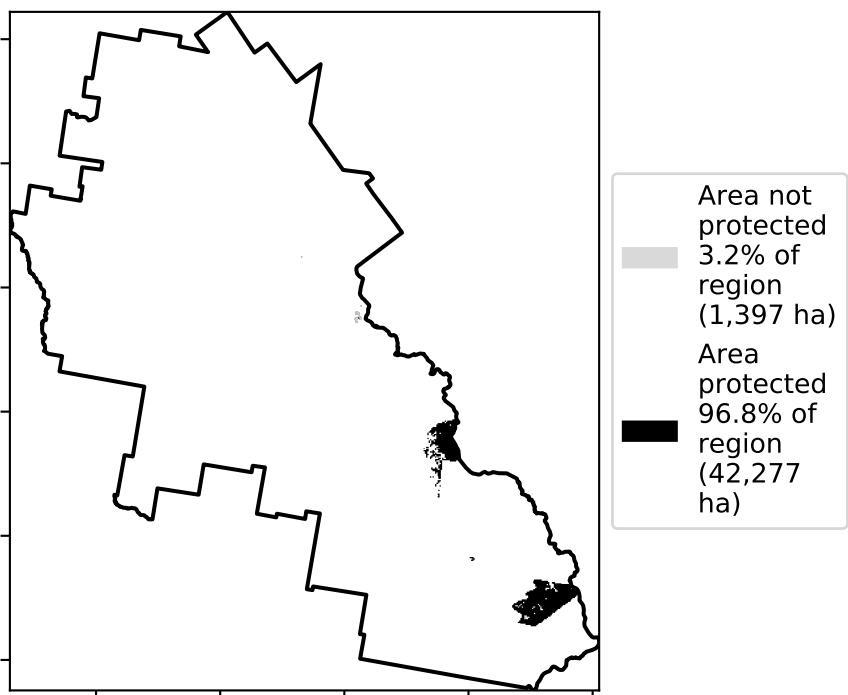 Area not
protected
3.2% of
region
(1,397 ha)
Area
protected
96.8% of
region
(42,277
ha)